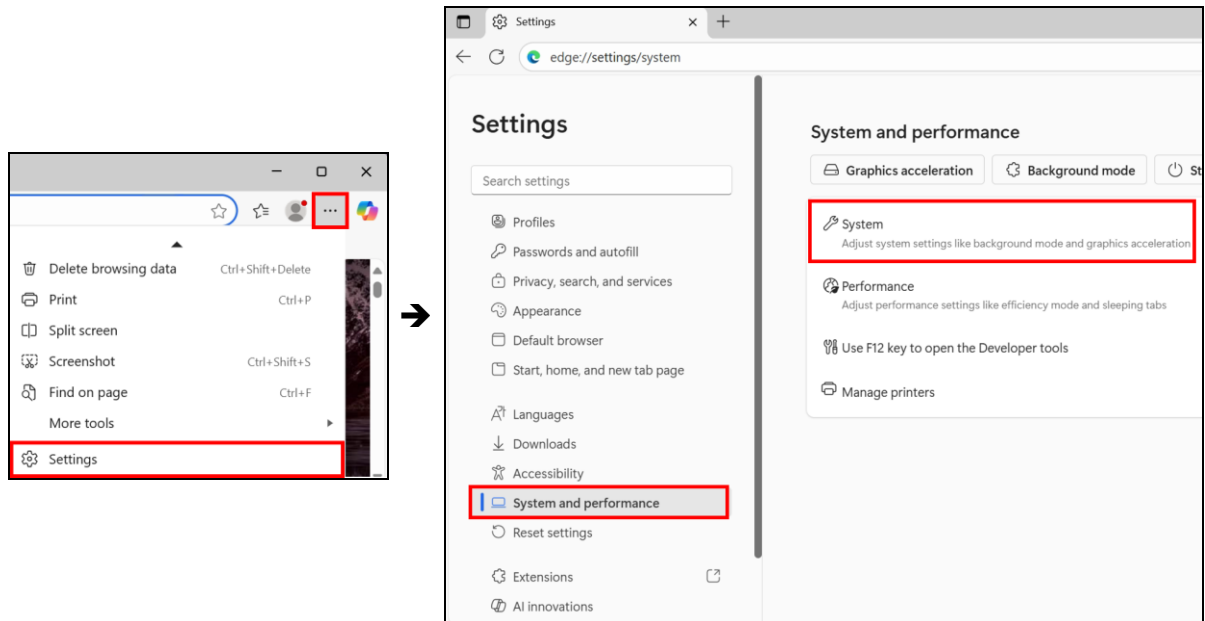 Delete browsing data Ctrl+Shift+Delete
Print Ctrl+P
Split screen
Screenshot Ctrl+Shift+S
Find on page Ctrl+F
More tools
Settings
Settings
edge://settings/system
Settings
Search settings
Profiles
Passwords and autofill
Privacy, search, and services
Appearance
Default browser
Start, home, and new tab page
Languages
Downloads
Accessibility
System and performance
Reset settings
Extensions
AI innovations
System and performance
Graphics acceleration Background mode St
System
Adjust system settings like background mode and graphics acceleration
Performance
Adjust performance settings like efficiency mode and sleeping tabs
Use F12 key to open the Developer tools
Manage printers